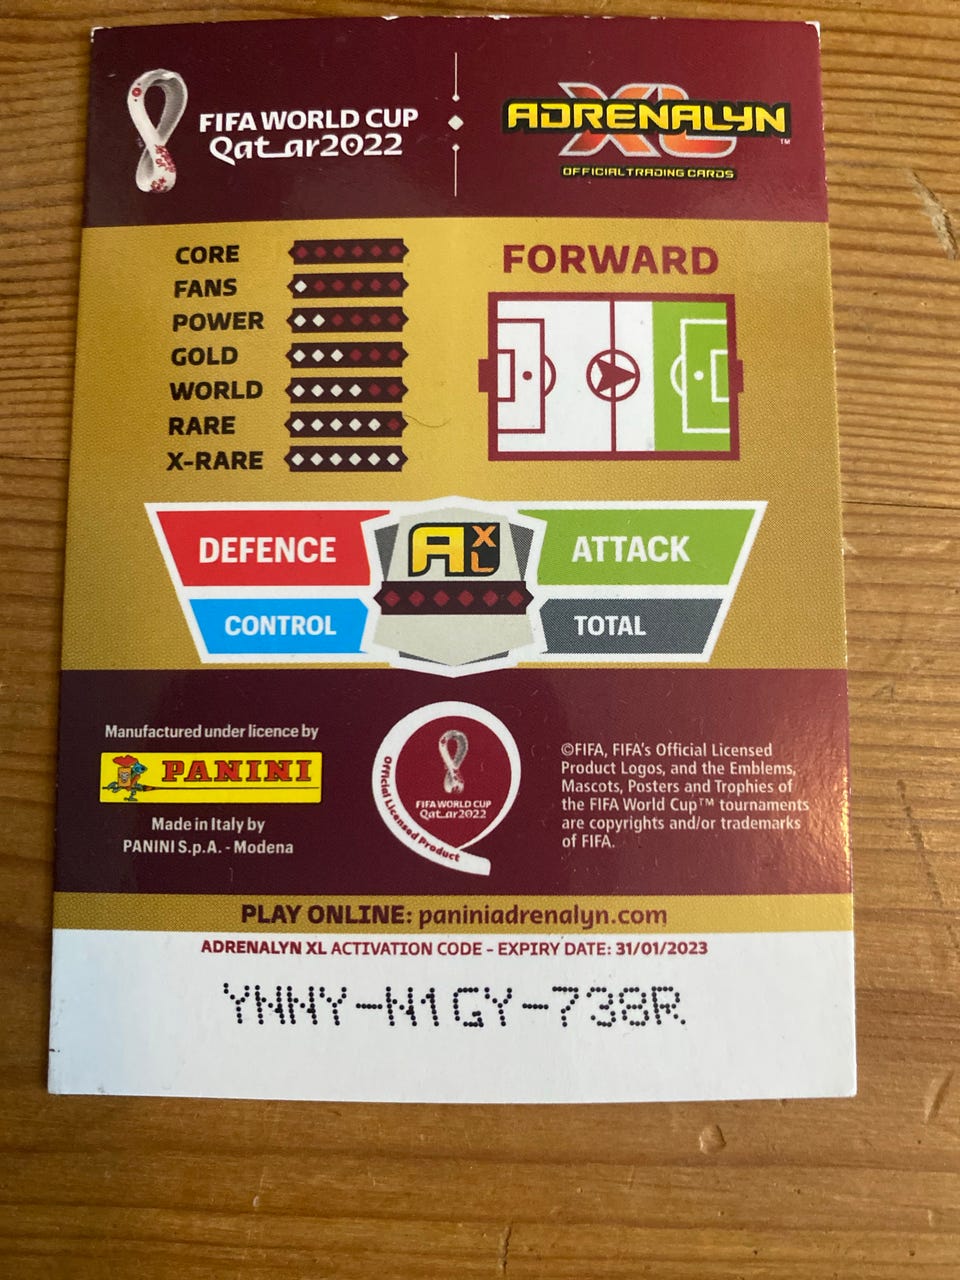 FIFA WORLD CUP
Qatar2022
ADRENALYN
XL
™
OFFICIAL TRADING CARDS
CORE
FANS
POWER
GOLD
WORLD
RARE
X-RARE
FORWARD
DEFENCE
CONTROL
AXL
ATTACK
TOTAL
Manufactured under licence by
PANINI
Made in Italy by
PANINI S.p.A. - Modena
FIFA WORLD CUP
Qatar2022
Official Licensed Product
©FIFA, FIFA's Official Licensed
Product Logos, and the Emblems,
Mascots, Posters and Trophies of
the FIFA World Cup™ tournaments
are copyrights and/or trademarks
of FIFA.
PLAY ONLINE: paniniadrenalyn.com
ADRENALYN XL ACTIVATION CODE - EXPIRY DATE: 31/01/2023
YNNY-N1GY-738R